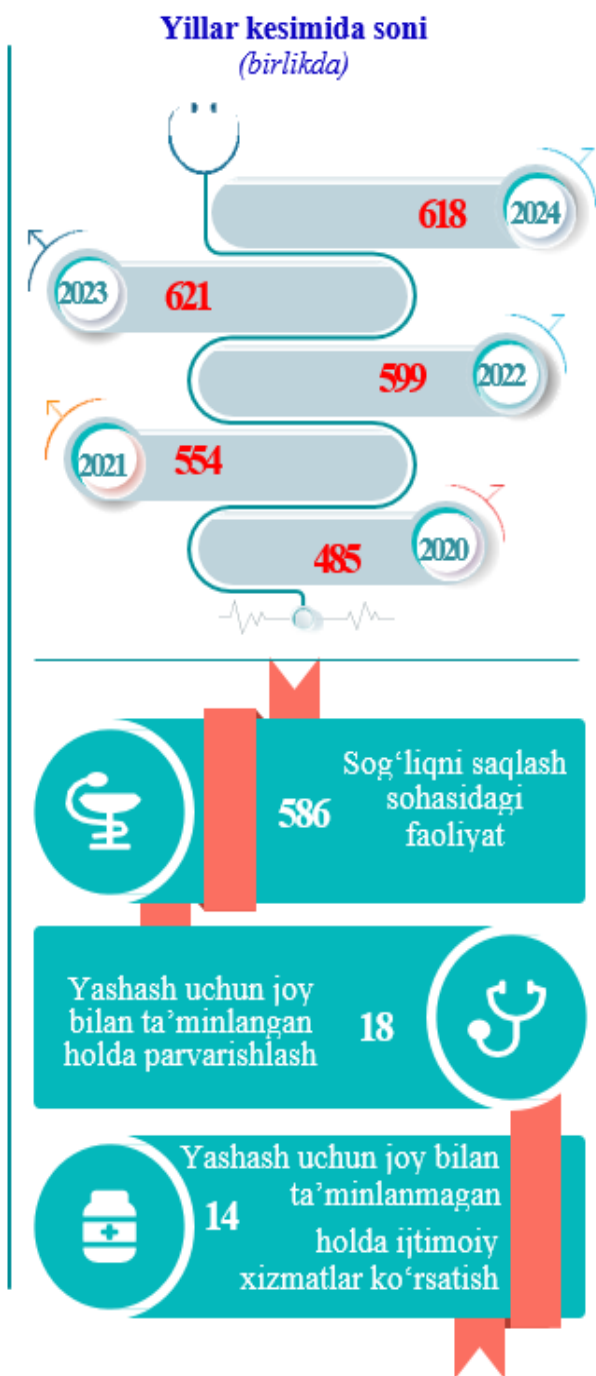 Yillar kesimida soni
(birlikda)
618 2024
2023 621
599 2022
2021 554
485 2020
586
Sog‘liqni saqlash
sohasidagi
faoliyat
Yashash uchun joy
bilan ta’minlangan
holda parvarishlash
18
14
Yashash uchun joy bilan
ta’minlanmagan
holda ijtimoiy
xizmatlar ko‘rsatish